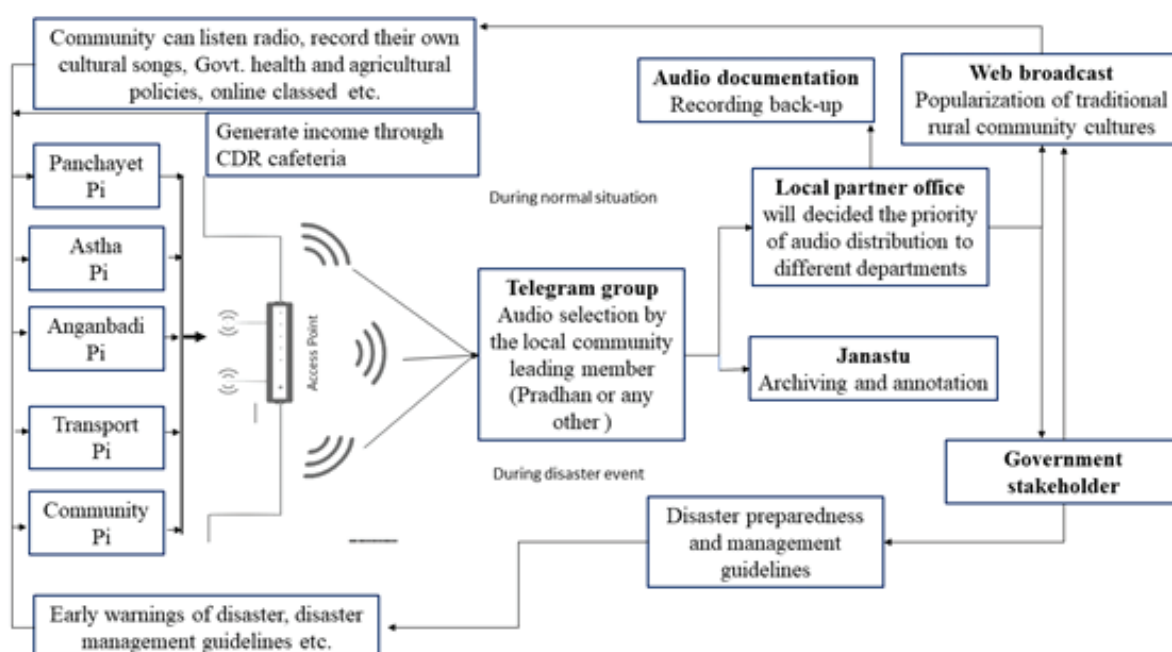 Community can listen radio, record their own
cultural songs, Govt. health and agricultural
policies, online classed etc.
Generate income through
CDR cafeteria
Panchayet
Pi
Astha
Pi
Anganbadi
Pi
Transport
Pi
Community
Pi
Access Point
During normal situation
Telegram group
Audio selection by
the local community
leading member
(Pradhan or any
other )
During disaster event
Audio documentation
Recording back-up
Web broadcast
Popularization of traditional
rural community cultures
Local partner office
will decided the priority
of audio distribution to
different departments
Janastu
Archiving and annotation
Government
stakeholder
Disaster preparedness
and management
guidelines
Early warnings of disaster, disaster
management guidelines etc.